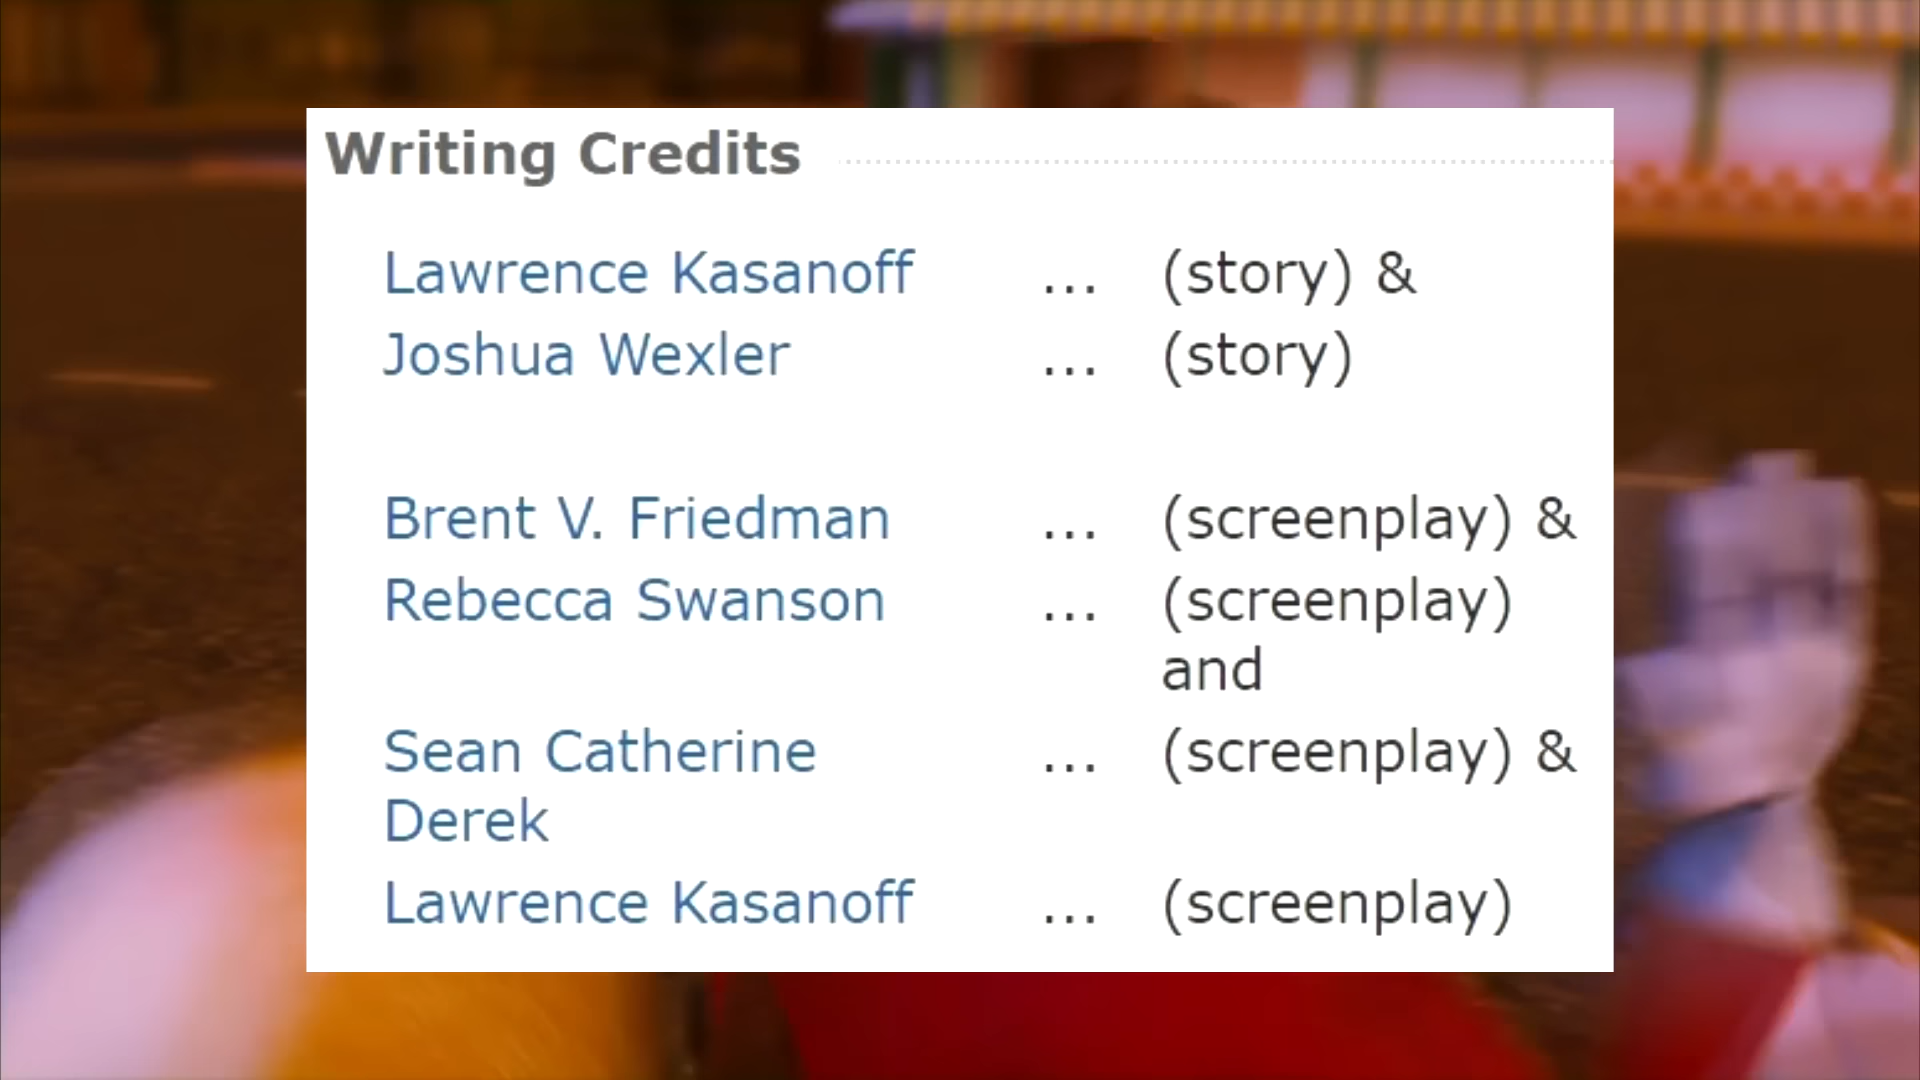 Writing Credits
Lawrence Kasanoff ... (story) &
Joshua Wexler ... (story)
Brent V. Friedman ... (screenplay) &
Rebecca Swanson ... (screenplay)
and
Sean Catherine ... (screenplay) &
Derek
Lawrence Kasanoff ... (screenplay)